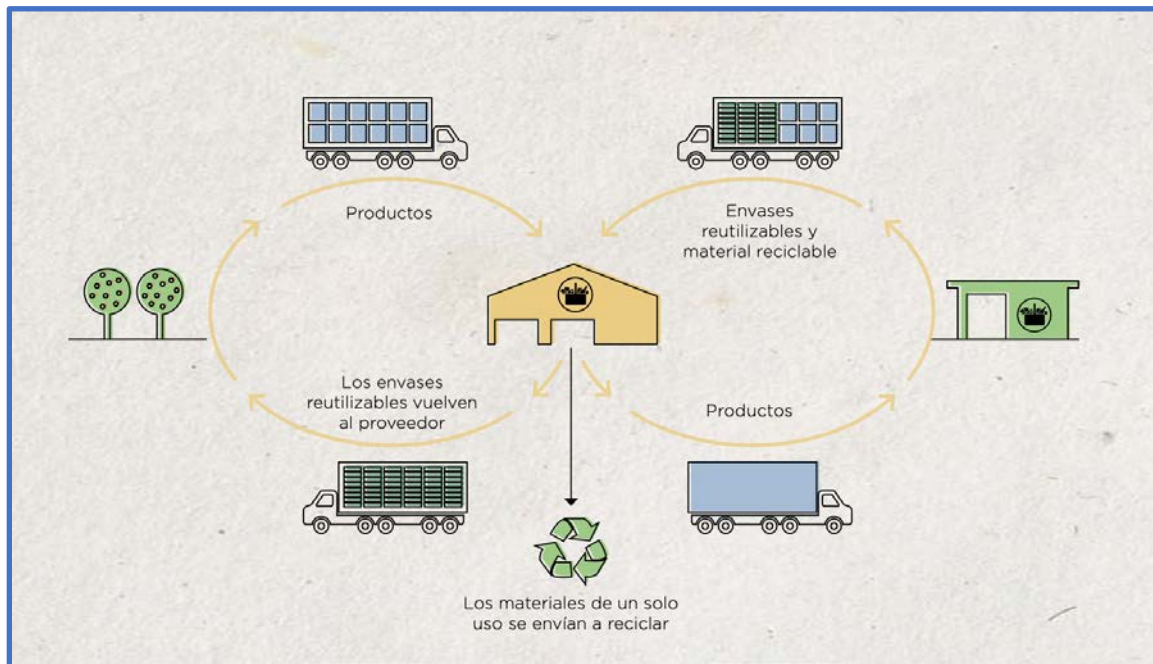 Productos
Envases
reutilizables y
material reciclable
Los envases
reutilizables vuelven
al proveedor
Productos
Los materiales de un solo
uso se envían a reciclar